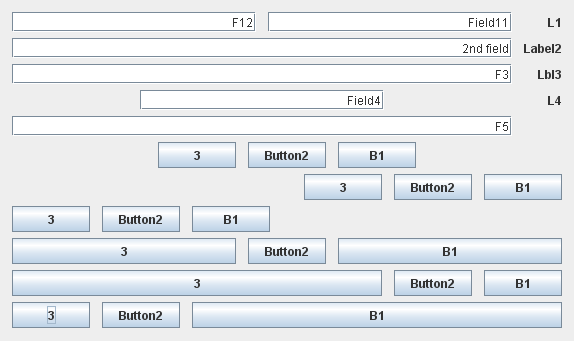 F12 Field11 L1
2nd field Label2
F3 Lbl3
Field4 L4
F5
3 Button2 B1
3 Button2 B1
3 Button2 B1
3 Button2 B1
3 Button2 B1
3 Button2 B1